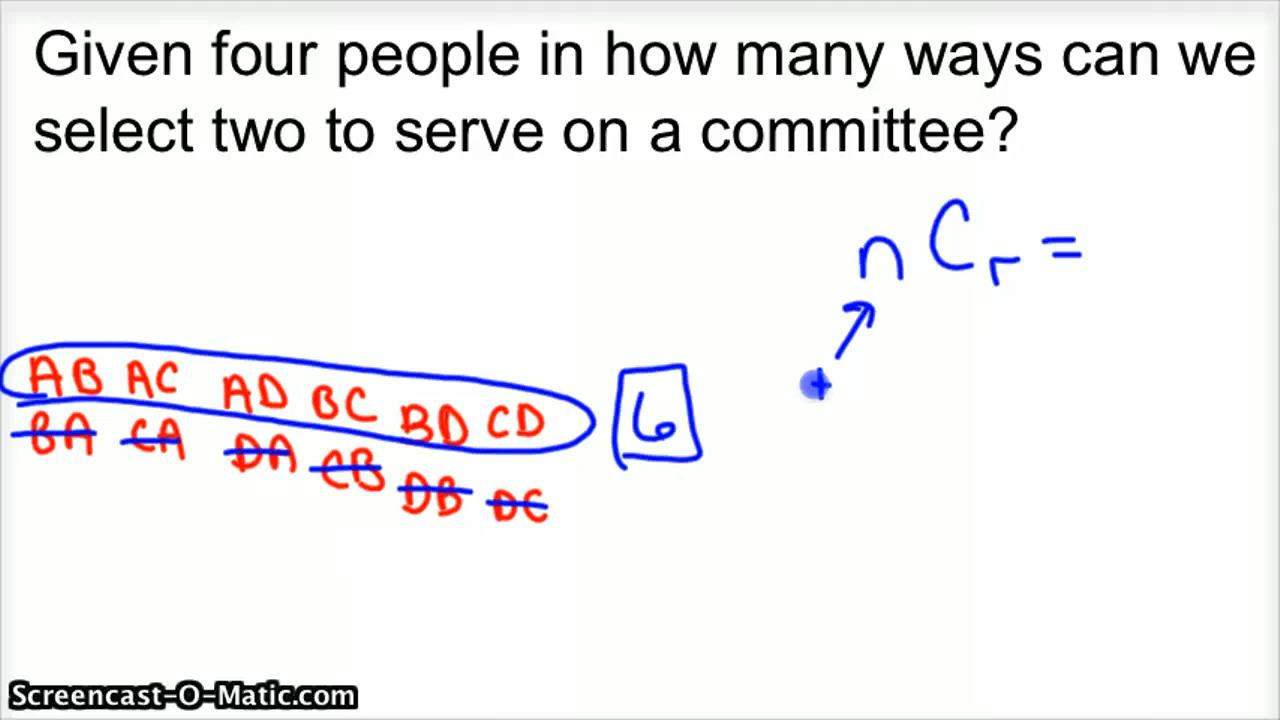 Given four people in how many ways can we
select two to serve on a committee?
nCr =
AB AC AD BC BD CD 6
BA CA DA CB DB DC
Screencast-O-Matic.com